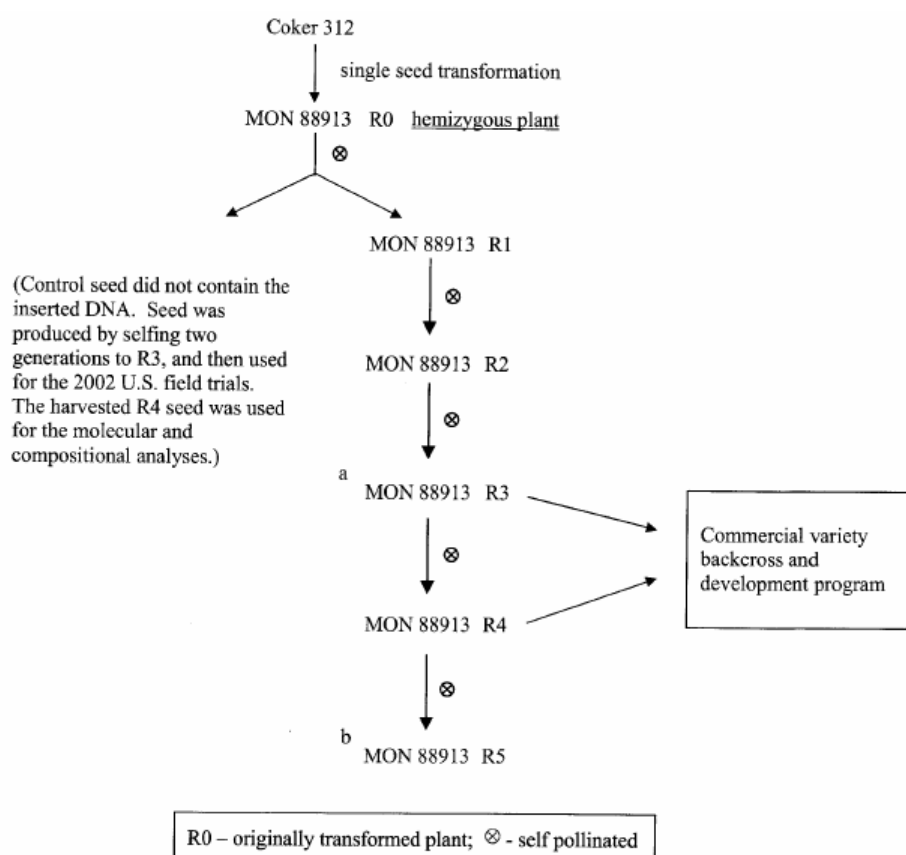 Coker 312
single seed transformation
MON 88913 R0 hemizygous plant
⊗
MON 88913 R1
(Control seed did not contain the
inserted DNA. Seed was
produced by selfing two
generations to R3, and then used
for the 2002 U.S. field trials.
The harvested R4 seed was used
for the molecular and
compositional analyses.)
⊗
MON 88913 R2
⊗
a
MON 88913 R3
Commercial variety
backcross and
development program
⊗
MON 88913 R4
⊗
b
MON 88913 R5
R0 – originally transformed plant; ⊗ - self pollinated